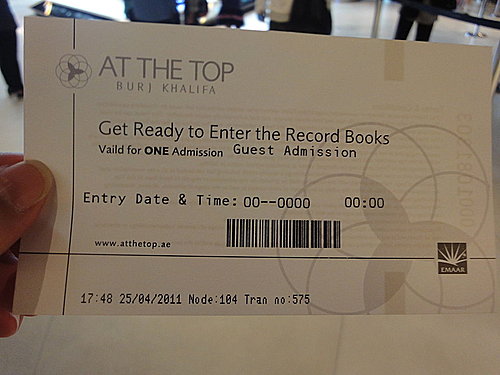 AT THE TOP
BURJ KHALIFA
Get Ready to Enter the Record Books
Vaild for ONE Admission Guest Admission
Entry Date & Time: 00--0000 00:00
www.atthetop.ae
EMAAR
17:48 25/04/2011 Node:104 Tran no:575